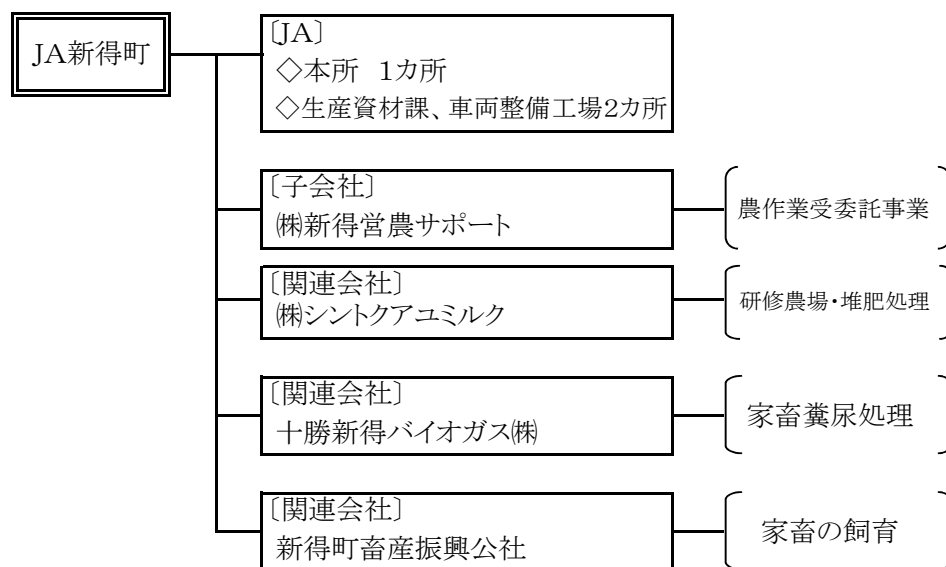 JA新得町
〔JA〕
◇本所 1カ所
◇生産資材課、車両整備工場2カ所
〔子会社〕
㈱新得営農サポート
農作業受委託事業
〔関連会社〕
㈱シントクアユミルク
研修農場・堆肥処理
〔関連会社〕
十勝新得バイオガス㈱
家畜糞尿処理
〔関連会社〕
新得町畜産振興公社
家畜の飼育